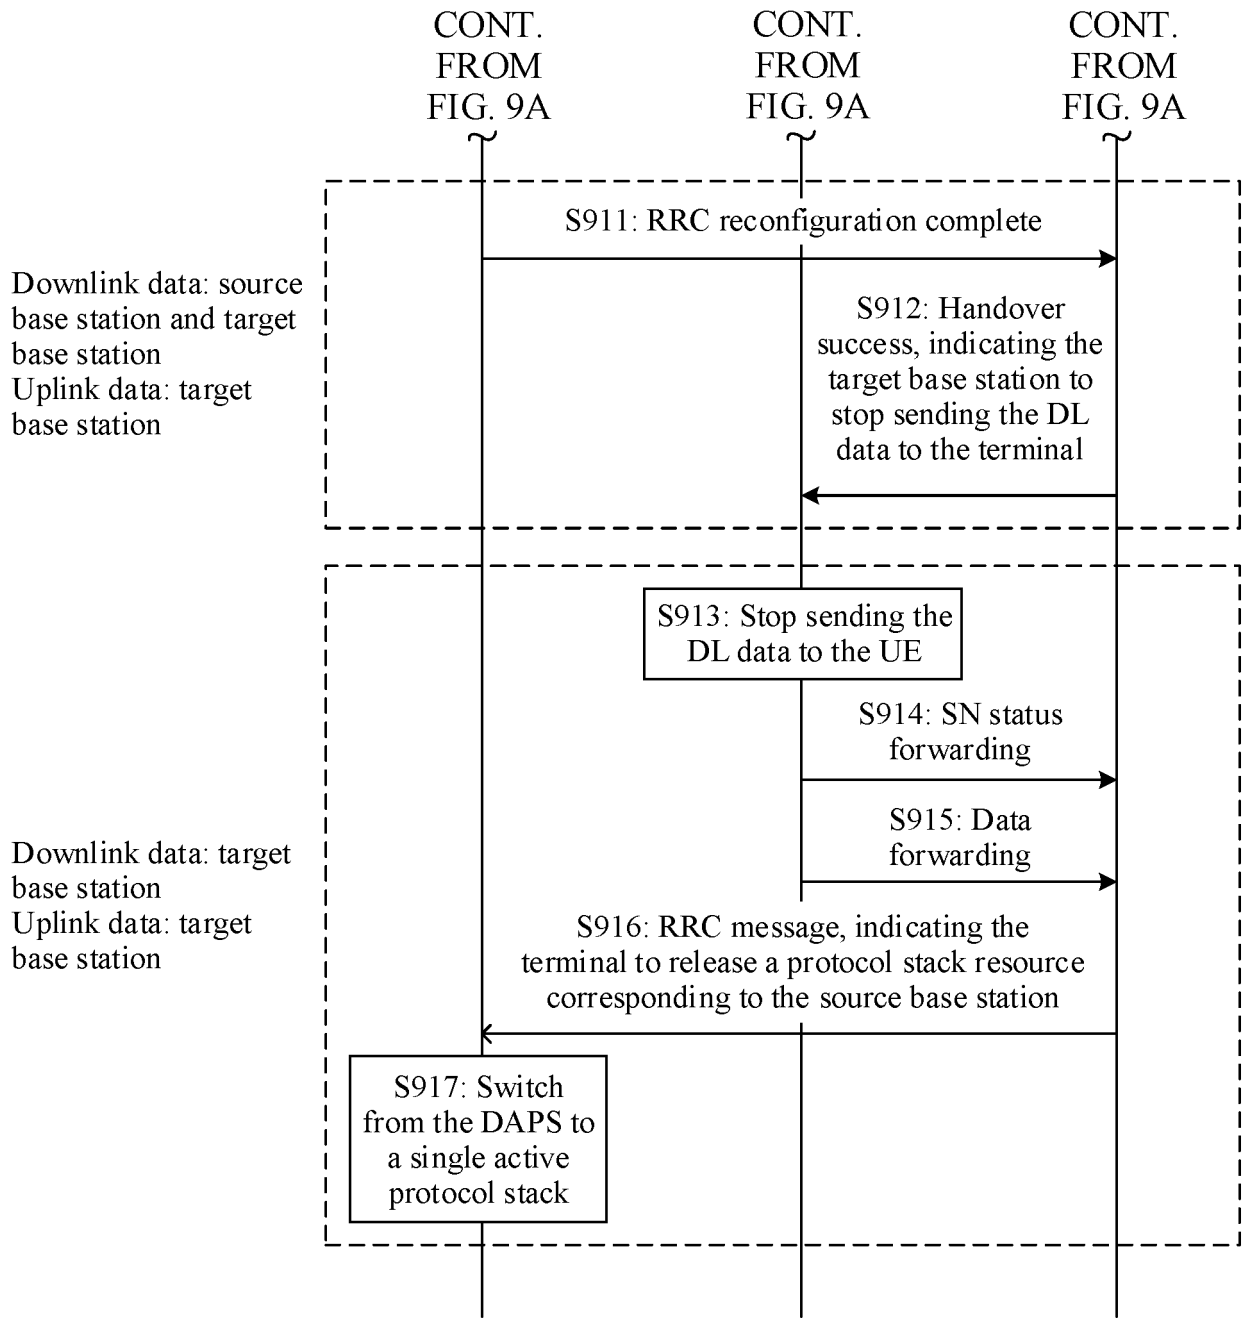 CONT.
FROM
FIG. 9A
CONT.
FROM
FIG. 9A
CONT.
FROM
FIG. 9A
S911: RRC reconfiguration complete
Downlink data: source
base station and target
base station
Uplink data: target
base station
S912: Handover
success, indicating the
target base station to
stop sending the DL
data to the terminal
S913: Stop sending the
DL data to the UE
S914: SN status
forwarding
S915: Data
forwarding
Downlink data: target
base station
Uplink data: target
base station
S916: RRC message, indicating the
terminal to release a protocol stack resource
corresponding to the source base station
S917: Switch
from the DAPS to
a single active
protocol stack